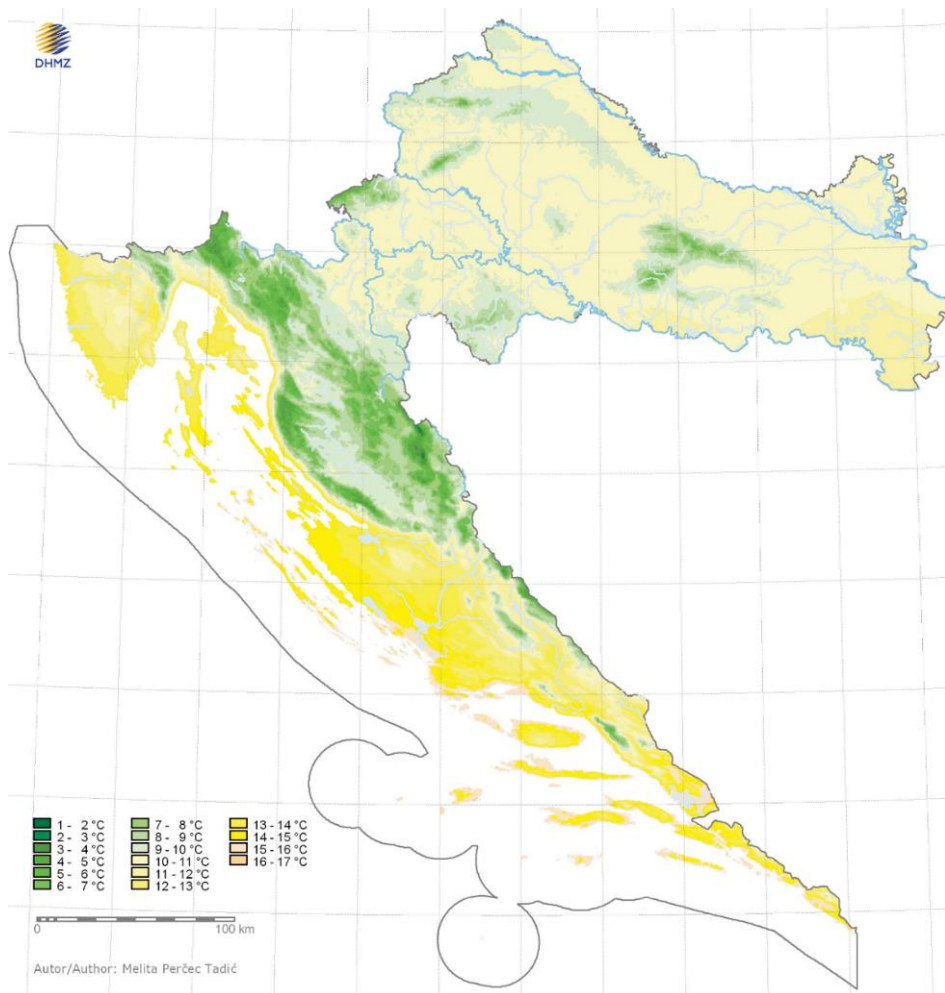 DHMZ
1 - 2 °C
2 - 3 °C
3 - 4 °C
4 - 5 °C
5 - 6 °C
6 - 7 °C
7 - 8 °C
8 - 9 °C
9 - 10 °C
10 - 11 °C
11 - 12 °C
12 - 13 °C
13 - 14 °C
14 - 15 °C
15 - 16 °C
16 - 17 °C
0 100 km
Autor/Author: Melita Perčec Tadić